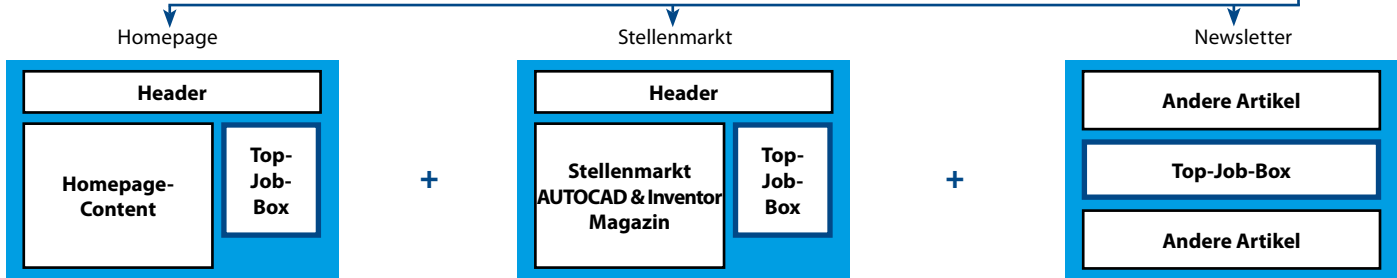 Homepage
Stellenmarkt
Newsletter
Header
Homepage-
Content
Top-
Job-
Box
+
Header
Stellenmarkt
AUTOCAD & Inventor
Magazin
Top-
Job-
Box
+
Andere Artikel
Top-Job-Box
Andere Artikel